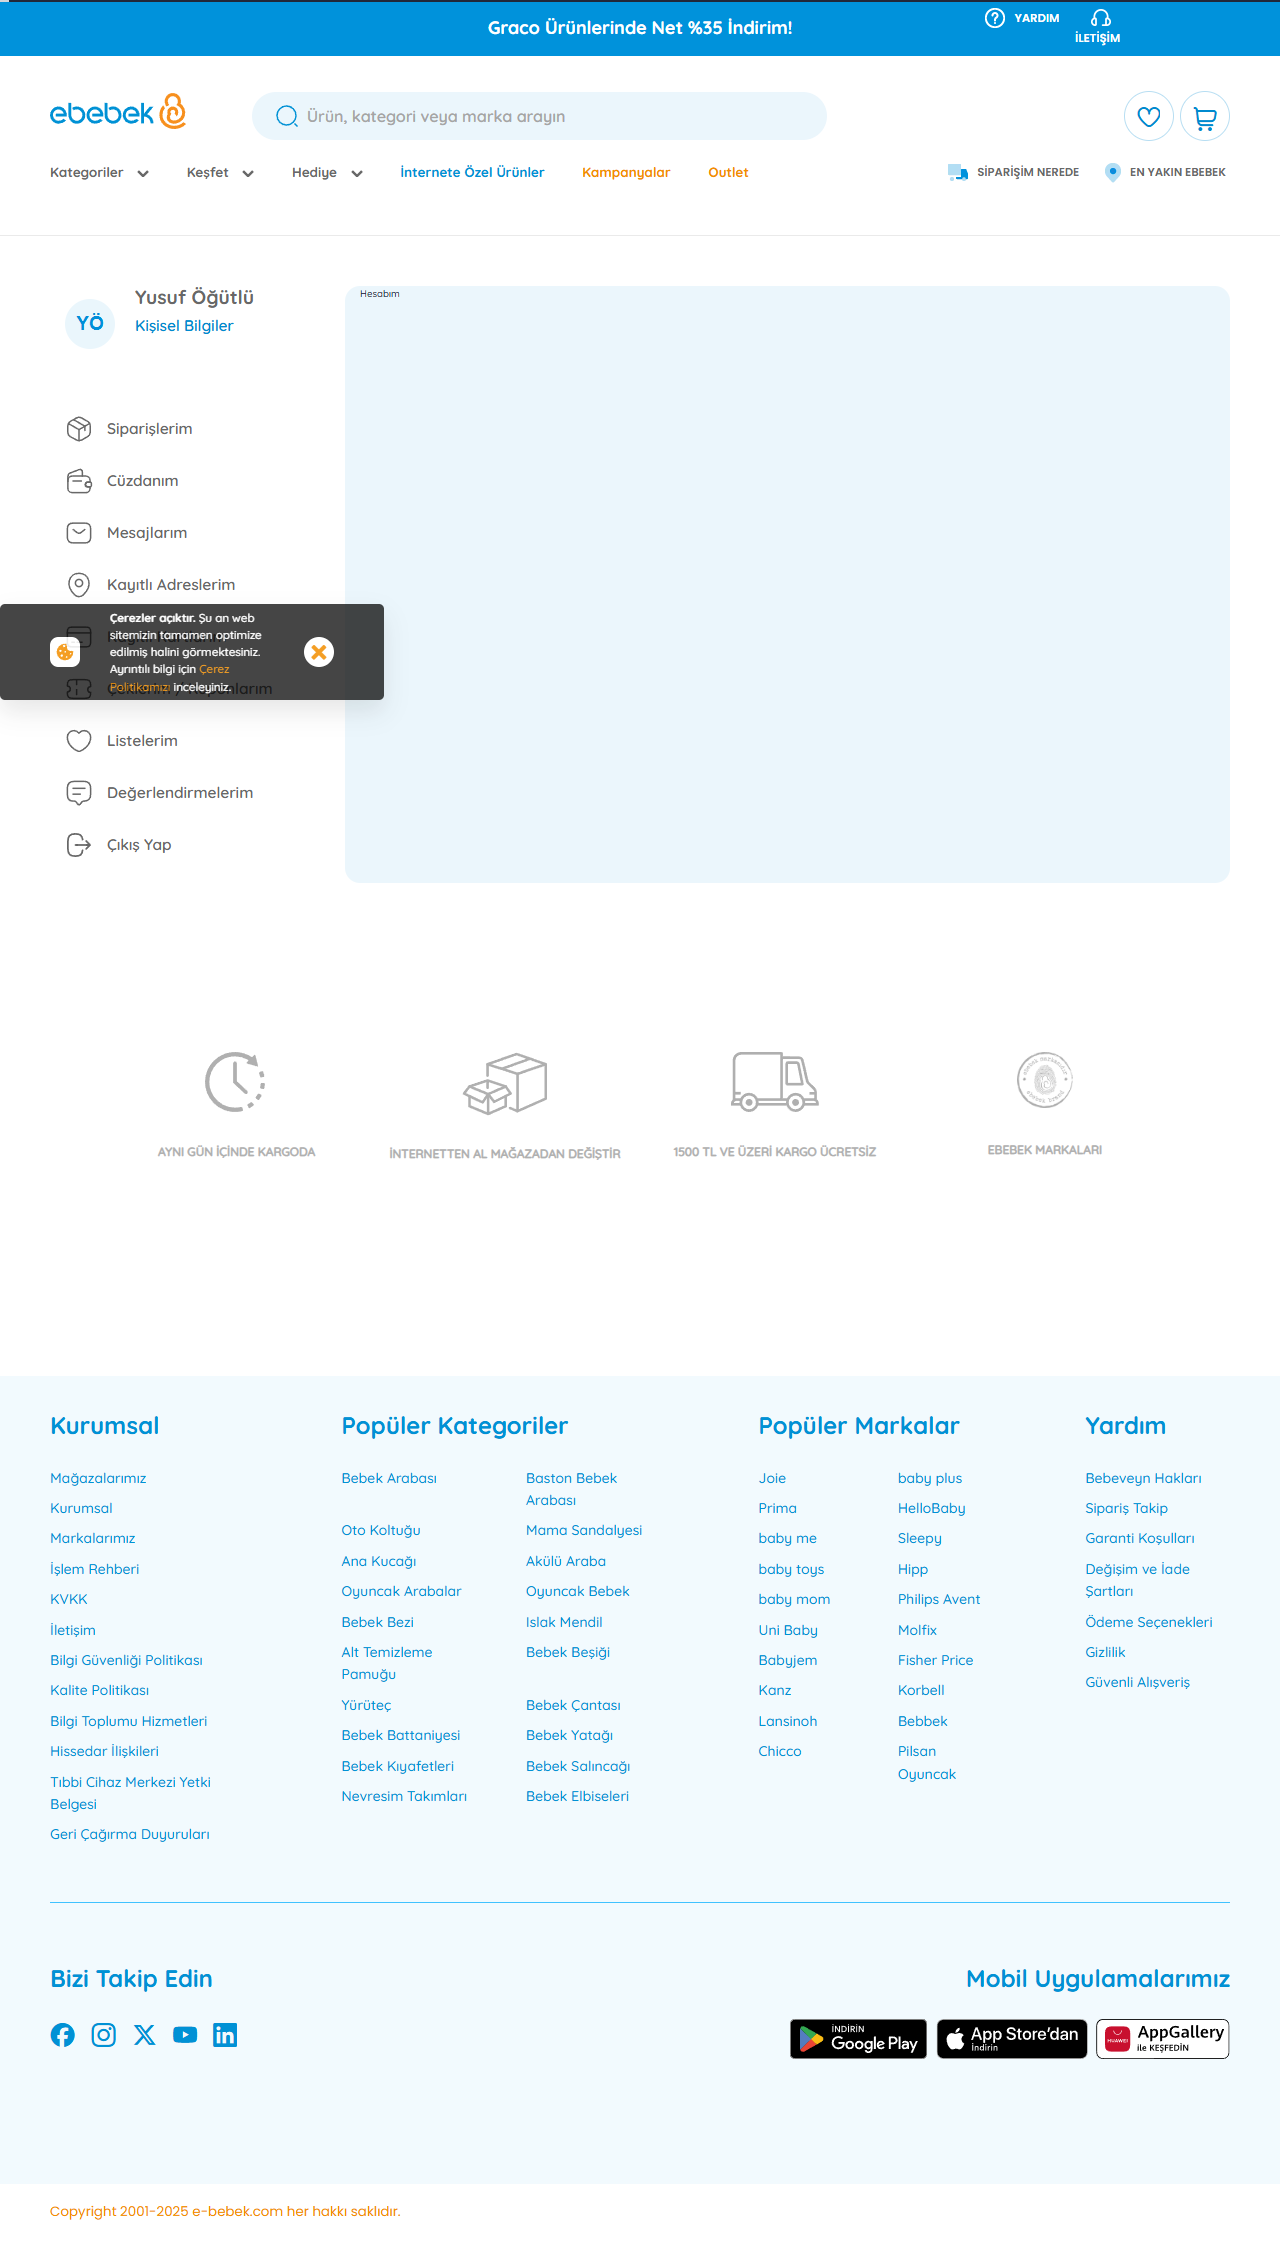 Graco Ürünlerinde Net %35 İndirim!
YARDIM
İLETİŞİM
ebebek
Ürün, kategori veya marka arayın
Kategoriler
Keşfet
Hediye
İnternete Özel Ürünler
Kampanyalar
Outlet
SİPARİŞİM NEREDE
EN YAKIN EBEBEK
YÖ
Yusuf Öğütlü
Kişisel Bilgiler
Hesabım
Siparişlerim
Cüzdanım
Mesajlarım
Kayıtlı Adreslerim
Çerezler açıktır. Şu an web
sitemizin tamamen optimize
edilmiş halini görmektesiniz.
Ayrıntılı bilgi için Çerez
Politikamızı inceleyiniz.
Listelerim
Değerlendirmelerim
Çıkış Yap
AYNI GÜN İÇİNDE KARGODA
İNTERNETTEN AL MAĞAZADAN DEĞİŞTİR
1500 TL VE ÜZERİ KARGO ÜCRETSİZ
EBEBEK MARKALARI
Kurumsal
Mağazalarımız
Kurumsal
Markalarımız
İşlem Rehberi
KVKK
İletişim
Bilgi Güvenliği Politikası
Kalite Politikası
Bilgi Toplumu Hizmetleri
Hissedar İlişkileri
Tıbbi Cihaz Merkezi Yetki
Belgesi
Geri Çağırma Duyuruları
Popüler Kategoriler
Bebek Arabası
Baston Bebek
Arabası
Oto Koltuğu
Mama Sandalyesi
Ana Kucağı
Akülü Araba
Oyuncak Arabalar
Oyuncak Bebek
Bebek Bezi
Islak Mendil
Alt Temizleme
Pamuğu
Bebek Beşiği
Yürüteç
Bebek Çantası
Bebek Battaniyesi
Bebek Yatağı
Bebek Kıyafetleri
Bebek Salıncağı
Nevresim Takımları
Bebek Elbiseleri
Popüler Markalar
Joie
baby plus
Prima
HelloBaby
baby me
Sleepy
baby toys
Hipp
baby mom
Philips Avent
Uni Baby
Molfix
Babyjem
Fisher Price
Kanz
Korbell
Lansinoh
Bebbek
Chicco
Pilsan
Oyuncak
Yardım
Bebeveyn Hakları
Sipariş Takip
Garanti Koşulları
Değişim ve İade
Şartları
Ödeme Seçenekleri
Gizlilik
Güvenli Alışveriş
Bizi Takip Edin
Mobil Uygulamalarımız
İNDİRİN
Google Play
App Store'dan
İndirin
HUAWEI
AppGallery
ile KEŞFEDİN
Copyright 2001-2025 e-bebek.com her hakkı saklıdır.